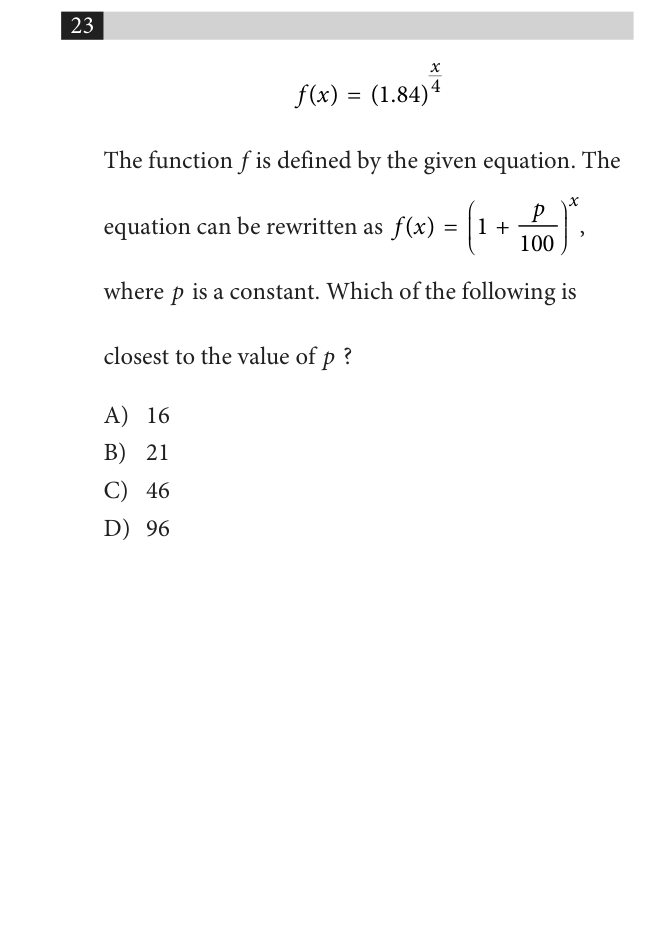 23
f(x) = (1.84)^(x/4)
The function f is defined by the given equation. The
equation can be rewritten as f(x) = (1 + p/100)^x,
where p is a constant. Which of the following is
closest to the value of p ?
A) 16
B) 21
C) 46
D) 96